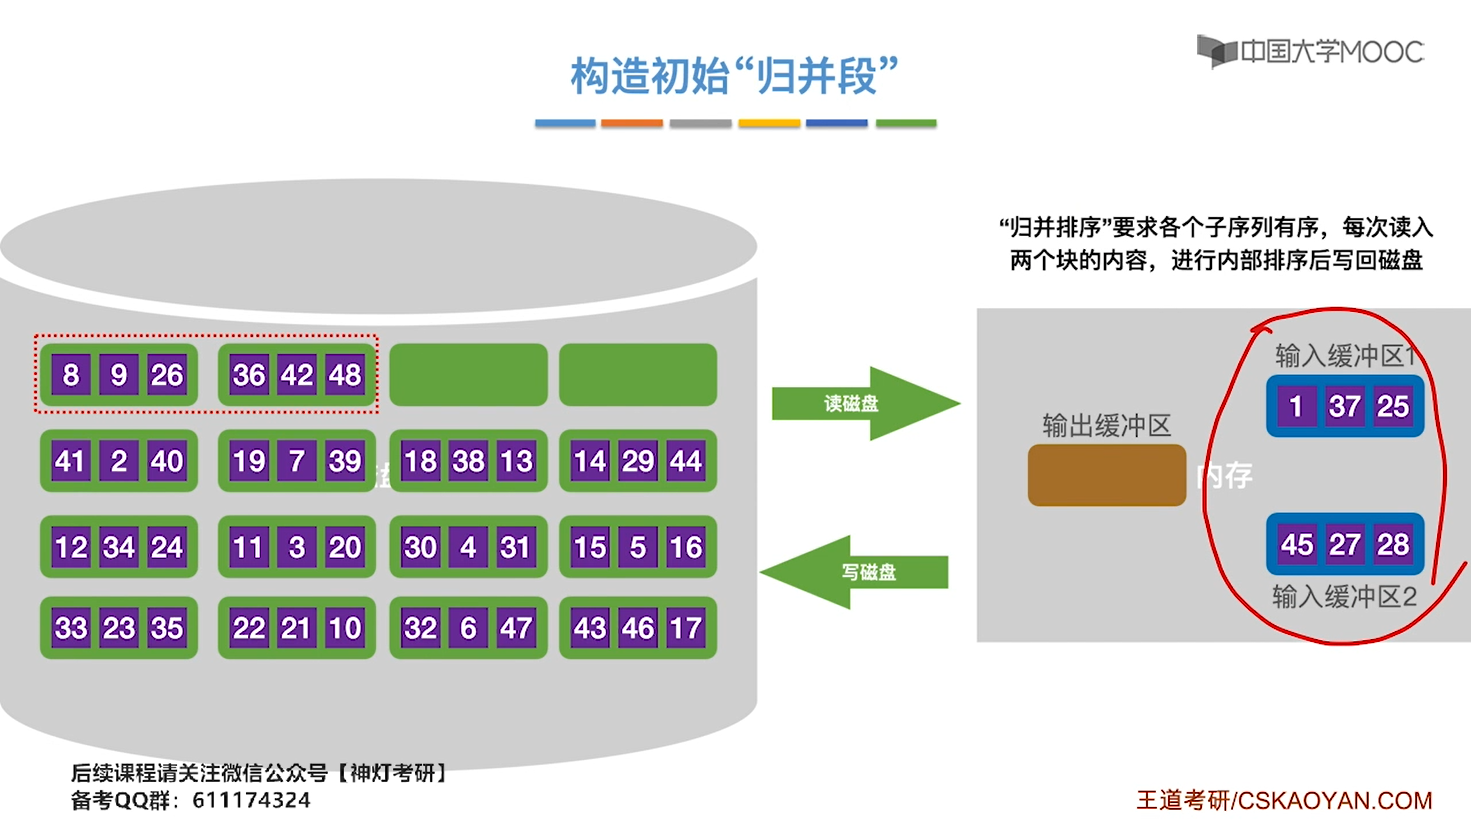 中国大学MOOC
构造初始“归并段”
“归并排序”要求各个子序列有序，每次读入
两个块的内容，进行内部排序后写回磁盘
8 9 26 36 42 48
41 2 40 19 7 39 18 38 13 14 29 44
盘
12 34 24 11 3 20 30 4 31 15 5 16
33 23 35 22 21 10 32 6 47 43 46 17
读磁盘
写磁盘
输入缓冲区1
1 37 25
输出缓冲区
内存
45 27 28
输入缓冲区2
后续课程请关注微信公众号【神灯考研】
备考QQ群：611174324
王道考研/CSKAOYAN.COM